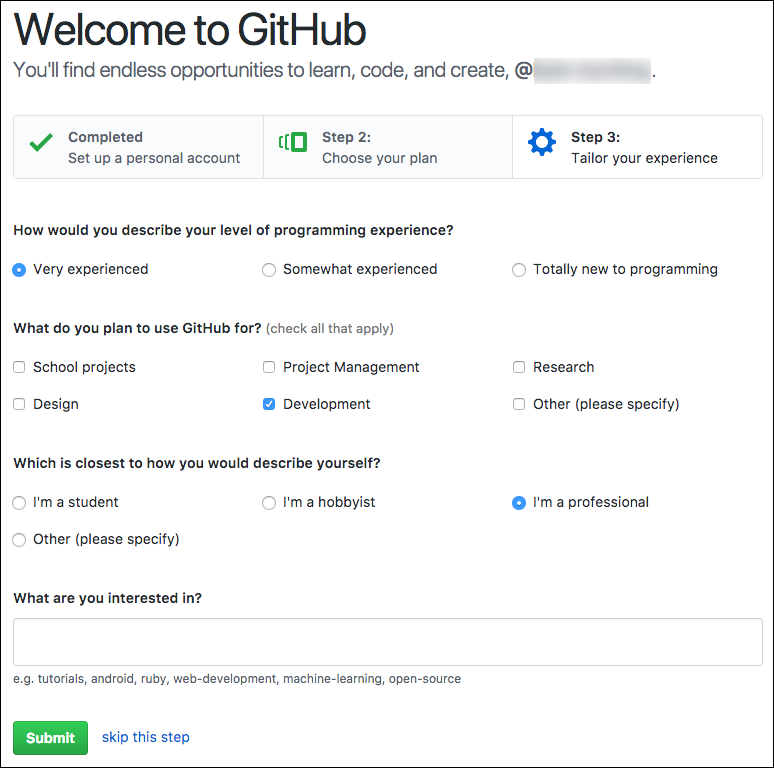 Welcome to GitHub
You'll find endless opportunities to learn, code, and create, @.
Completed
Set up a personal account
Step 2:
Choose your plan
Step 3:
Tailor your experience
How would you describe your level of programming experience?
Very experienced
Somewhat experienced
Totally new to programming
What do you plan to use GitHub for? (check all that apply)
School projects
Project Management
Research
Design
Development
Other (please specify)
Which is closest to how you would describe yourself?
I'm a student
I'm a hobbyist
I'm a professional
Other (please specify)
What are you interested in?
e.g. tutorials, android, ruby, web-development, machine-learning, open-source
Submit
skip this step